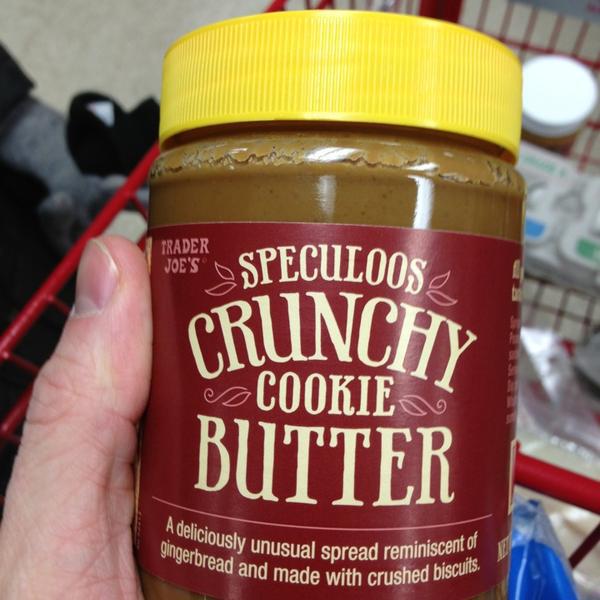 TRADER
JOE'S
SPECULOOS
CRUNCHY
COOKIE
BUTTER
A deliciously unusual spread reminiscent of
gingerbread and made with crushed biscuits.